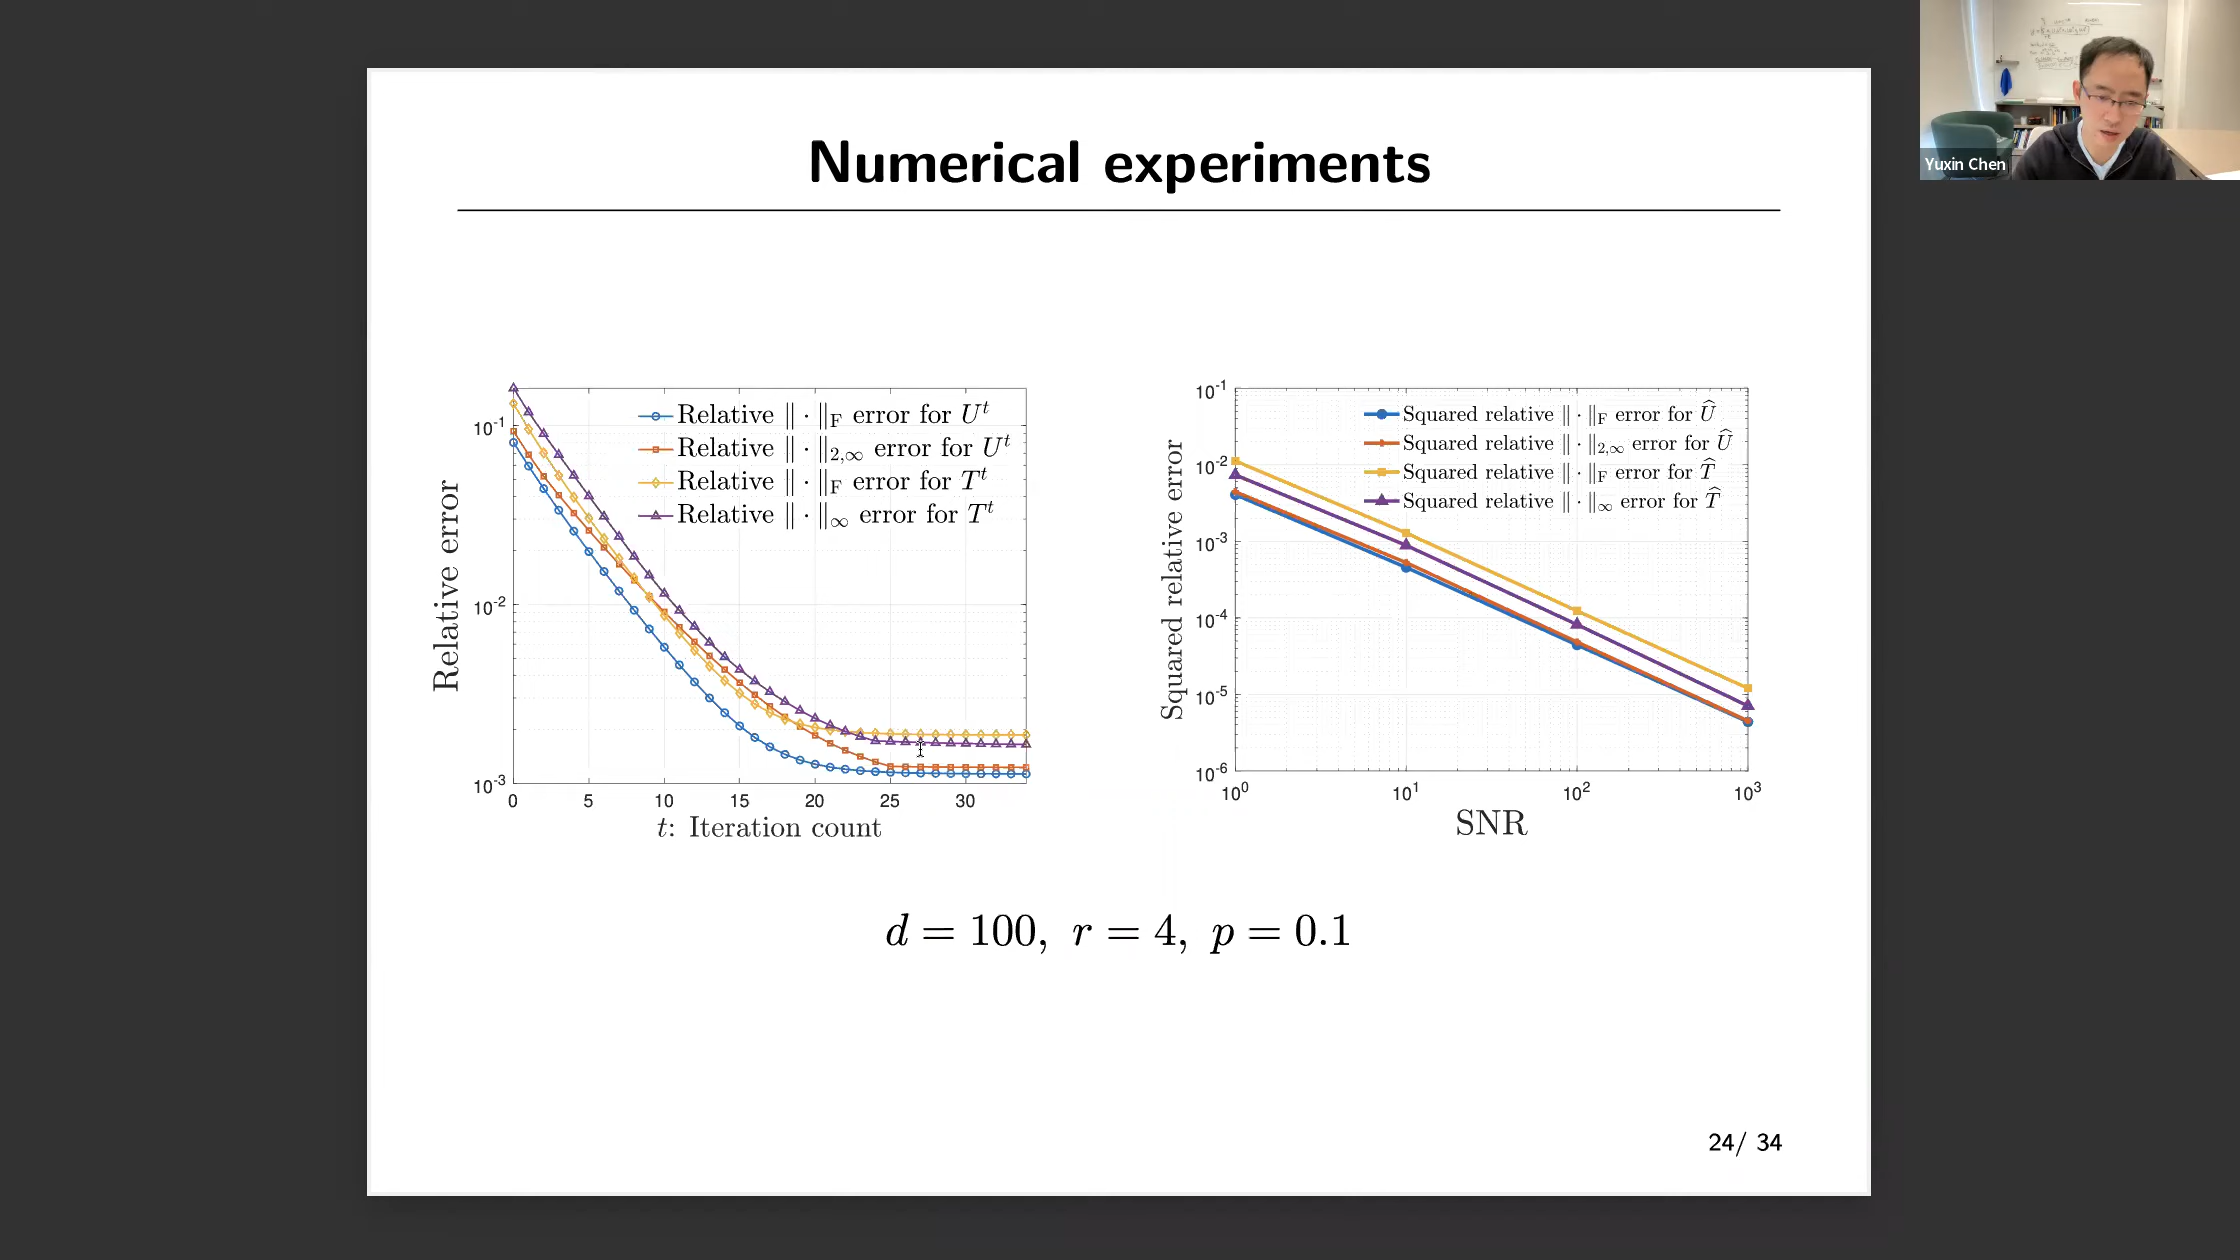 Numerical experiments
Yuxin Chen
Relative error
10^-1
10^-2
10^-3
Relative ‖ · ‖_F error for U^t
Relative ‖ · ‖_{2,∞} error for U^t
Relative ‖ · ‖_F error for T^t
Relative ‖ · ‖_∞ error for T^t
0 5 10 15 20 25 30
t: Iteration count
Squared relative error
10^-1
10^-2
10^-3
10^-4
10^-5
10^-6
Squared relative ‖ · ‖_F error for Û
Squared relative ‖ · ‖_{2,∞} error for Û
Squared relative ‖ · ‖_F error for T̂
Squared relative ‖ · ‖_∞ error for T̂
10^0 10^1 10^2 10^3
SNR
d = 100, r = 4, p = 0.1
24/ 34